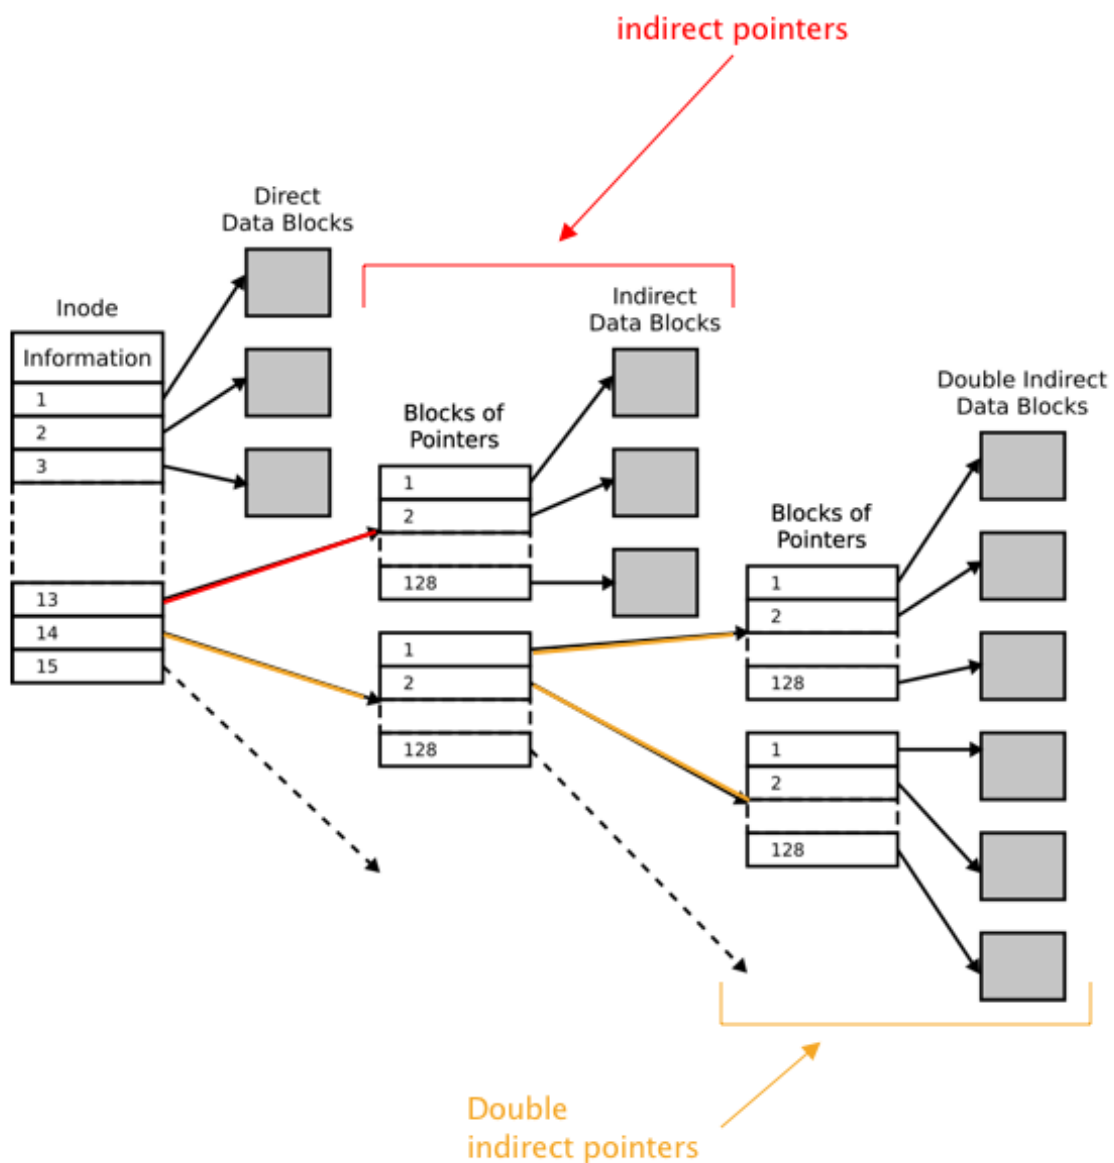 indirect pointers
Direct
Data Blocks
Inode
Information
1
2
3
13
14
15
Blocks of
Pointers
1
2
128
1
2
128
Indirect
Data Blocks
Blocks of
Pointers
1
2
128
1
2
128
Double Indirect
Data Blocks
Double
indirect pointers